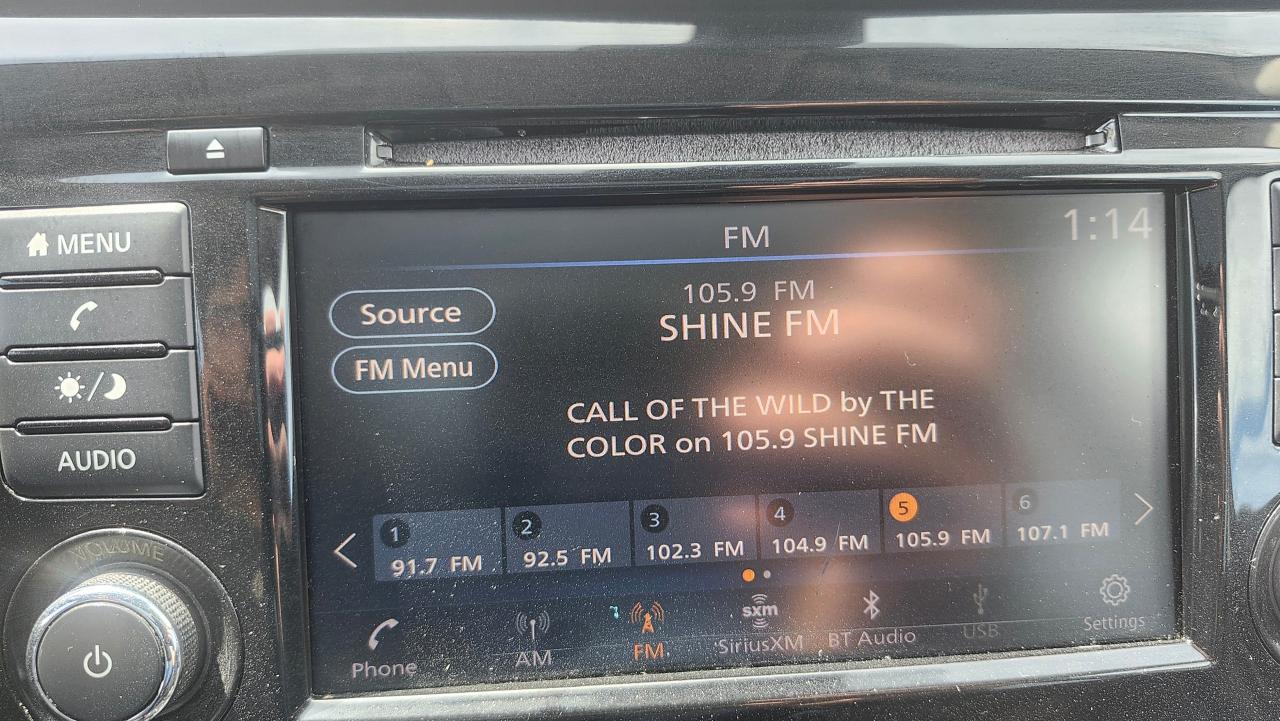 MENU
AUDIO
VOLUME
FM
1:14
Source
FM Menu
105.9 FM
SHINE FM
CALL OF THE WILD by THE
COLOR on 105.9 SHINE FM
1
91.7 FM
2
92.5 FM
3
102.3 FM
4
104.9 FM
5
105.9 FM
6
107.1 FM
Phone
AM
FM
sxm
SiriusXM
BT Audio
USB
Settings